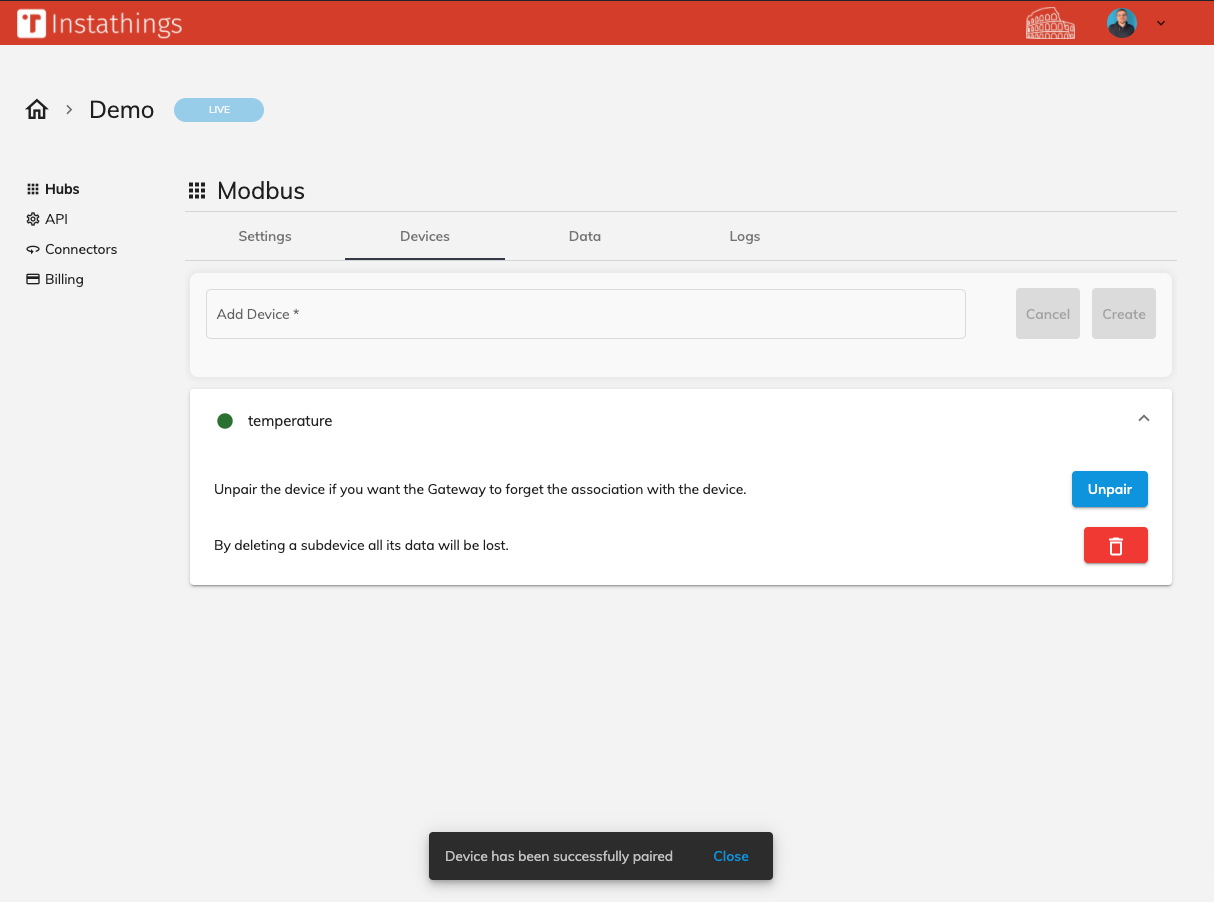 Instathings
Demo
LIVE
Hubs
API
Connectors
Billing
Modbus
Settings Devices Data Logs
Add Device * Cancel Create
temperature
Unpair the device if you want the Gateway to forget the association with the device. Unpair
By deleting a subdevice all its data will be lost.
Device has been successfully paired Close